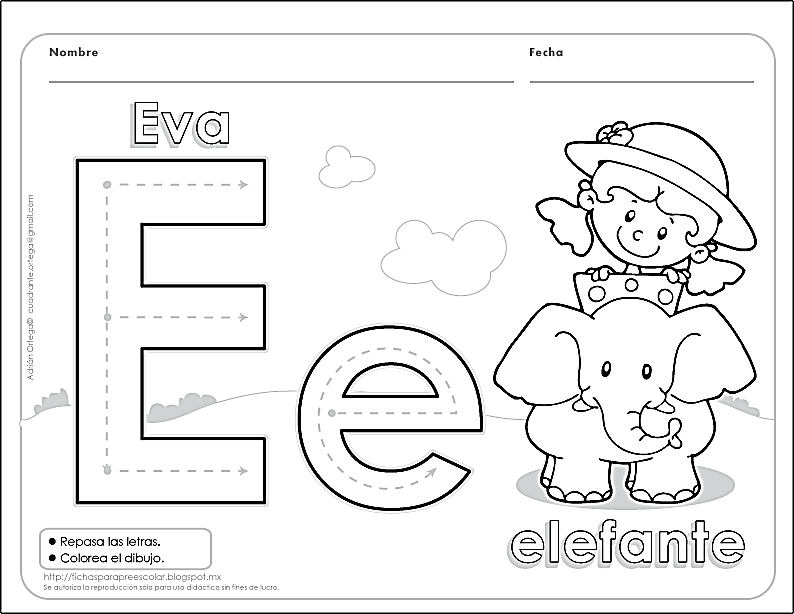 Nombre Fecha
Eva
E e
elefante
• Repasa las letras.
• Colorea el dibujo.
http://fichasparapreescolar.blogspot.mx
Se autoriza la reproducción sólo para uso didáctico sin fines de lucro.
Adrián Ortega© cuadrante.ortega@gmail.com